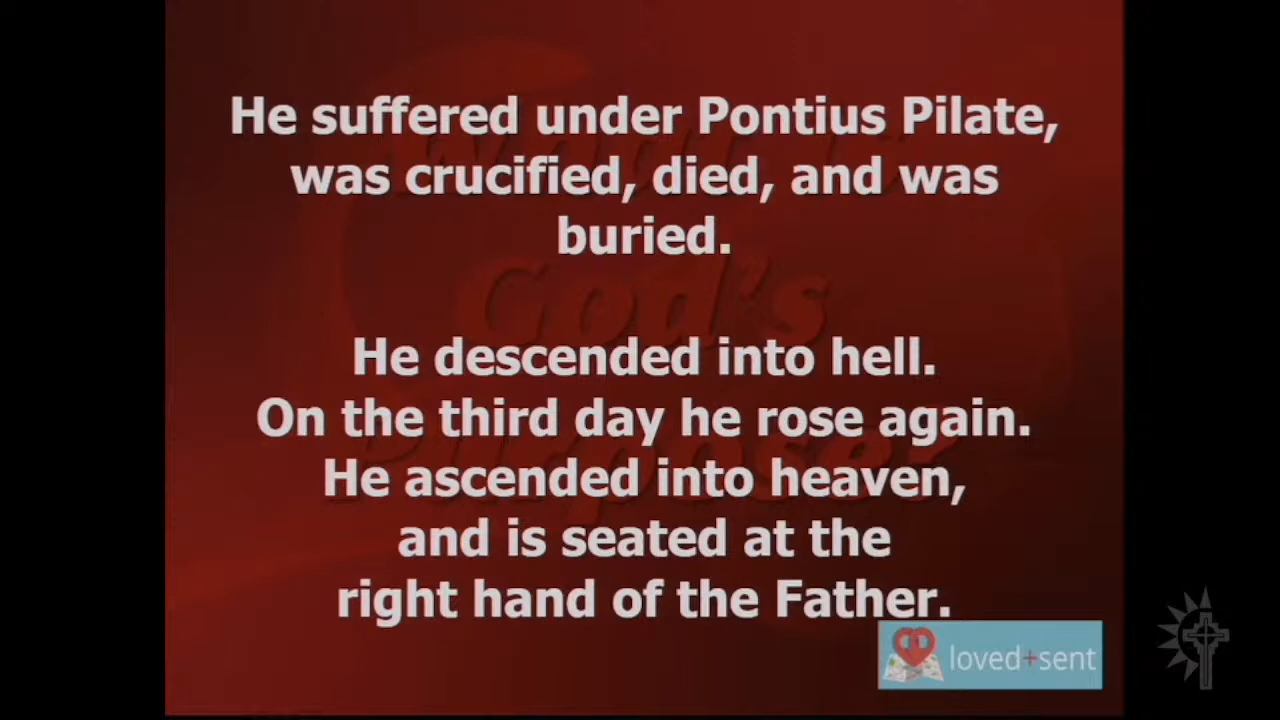 He suffered under Pontius Pilate,
was crucified, died, and was
buried.
He descended into hell.
On the third day he rose again.
He ascended into heaven,
and is seated at the
right hand of the Father.
loved+sent
God's